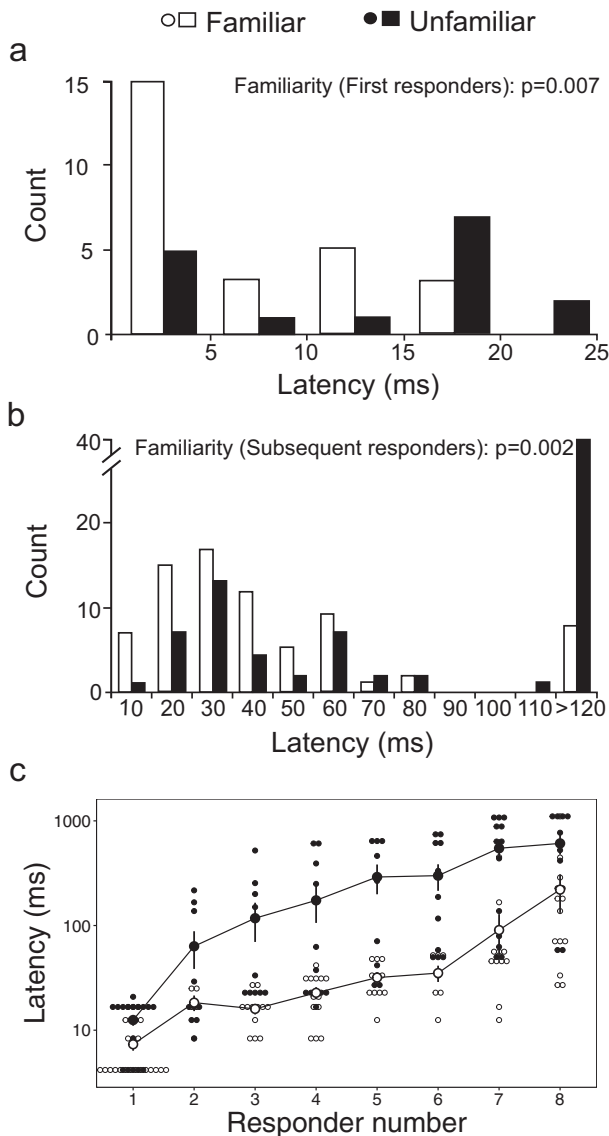 Familiar Unfamiliar
a
Familiarity (First responders): p=0.007
15
10
5
0
Count
5 10 15 20 25
Latency (ms)
b
Familiarity (Subsequent responders): p=0.002
40
20
10
0
Count
10 20 30 40 50 60 70 80 90 100 110 >120
Latency (ms)
c
1000
100
10
Latency (ms)
1 2 3 4 5 6 7 8
Responder number